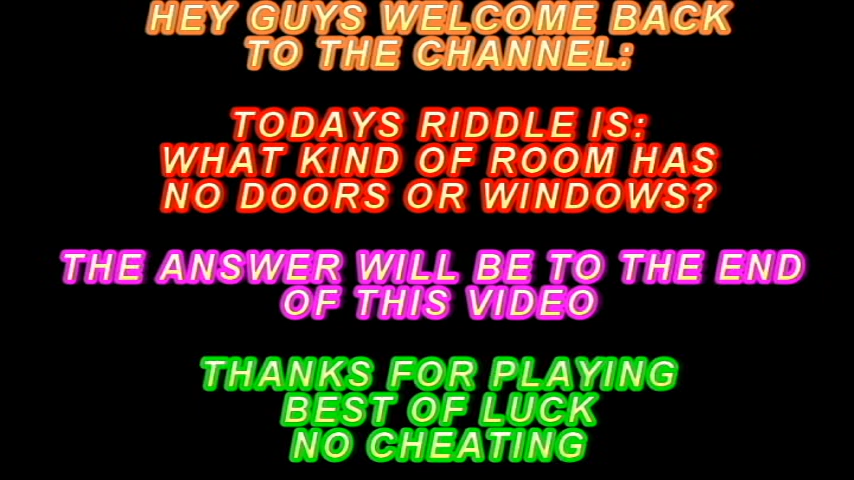 HEY GUYS WELCOME BACK
TO THE CHANNEL:
TODAYS RIDDLE IS:
WHAT KIND OF ROOM HAS
NO DOORS OR WINDOWS?
THE ANSWER WILL BE TO THE END
OF THIS VIDEO
THANKS FOR PLAYING
BEST OF LUCK
NO CHEATING